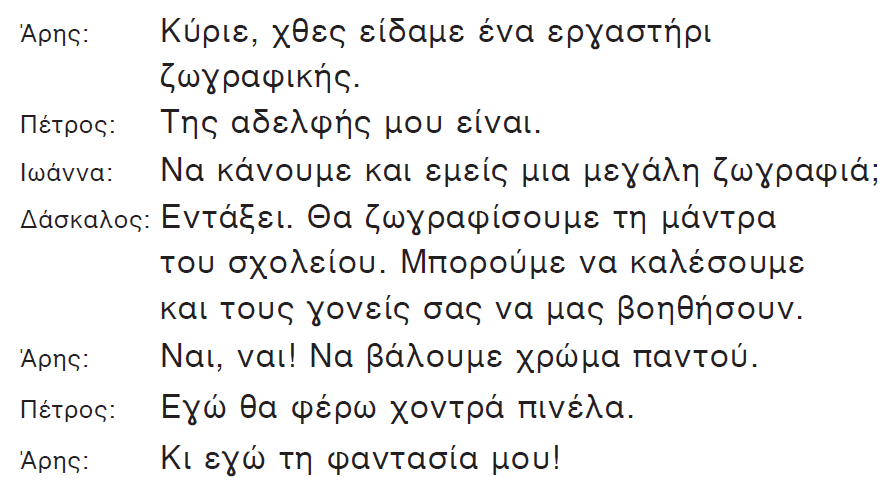 Άρης: Κύριε, χθες είδαμε ένα εργαστήρι
ζωγραφικής.
Πέτρος: Της αδελφής μου είναι.
Ιωάννα: Να κάνουμε και εμείς μια μεγάλη ζωγραφιά;
Δάσκαλος: Εντάξει. Θα ζωγραφίσουμε τη μάντρα
του σχολείου. Μπορούμε να καλέσουμε
και τους γονείς σας να μας βοηθήσουν.
Άρης: Ναι, ναι! Να βάλουμε χρώμα παντού.
Πέτρος: Εγώ θα φέρω χοντρά πινέλα.
Άρης: Κι εγώ τη φαντασία μου!